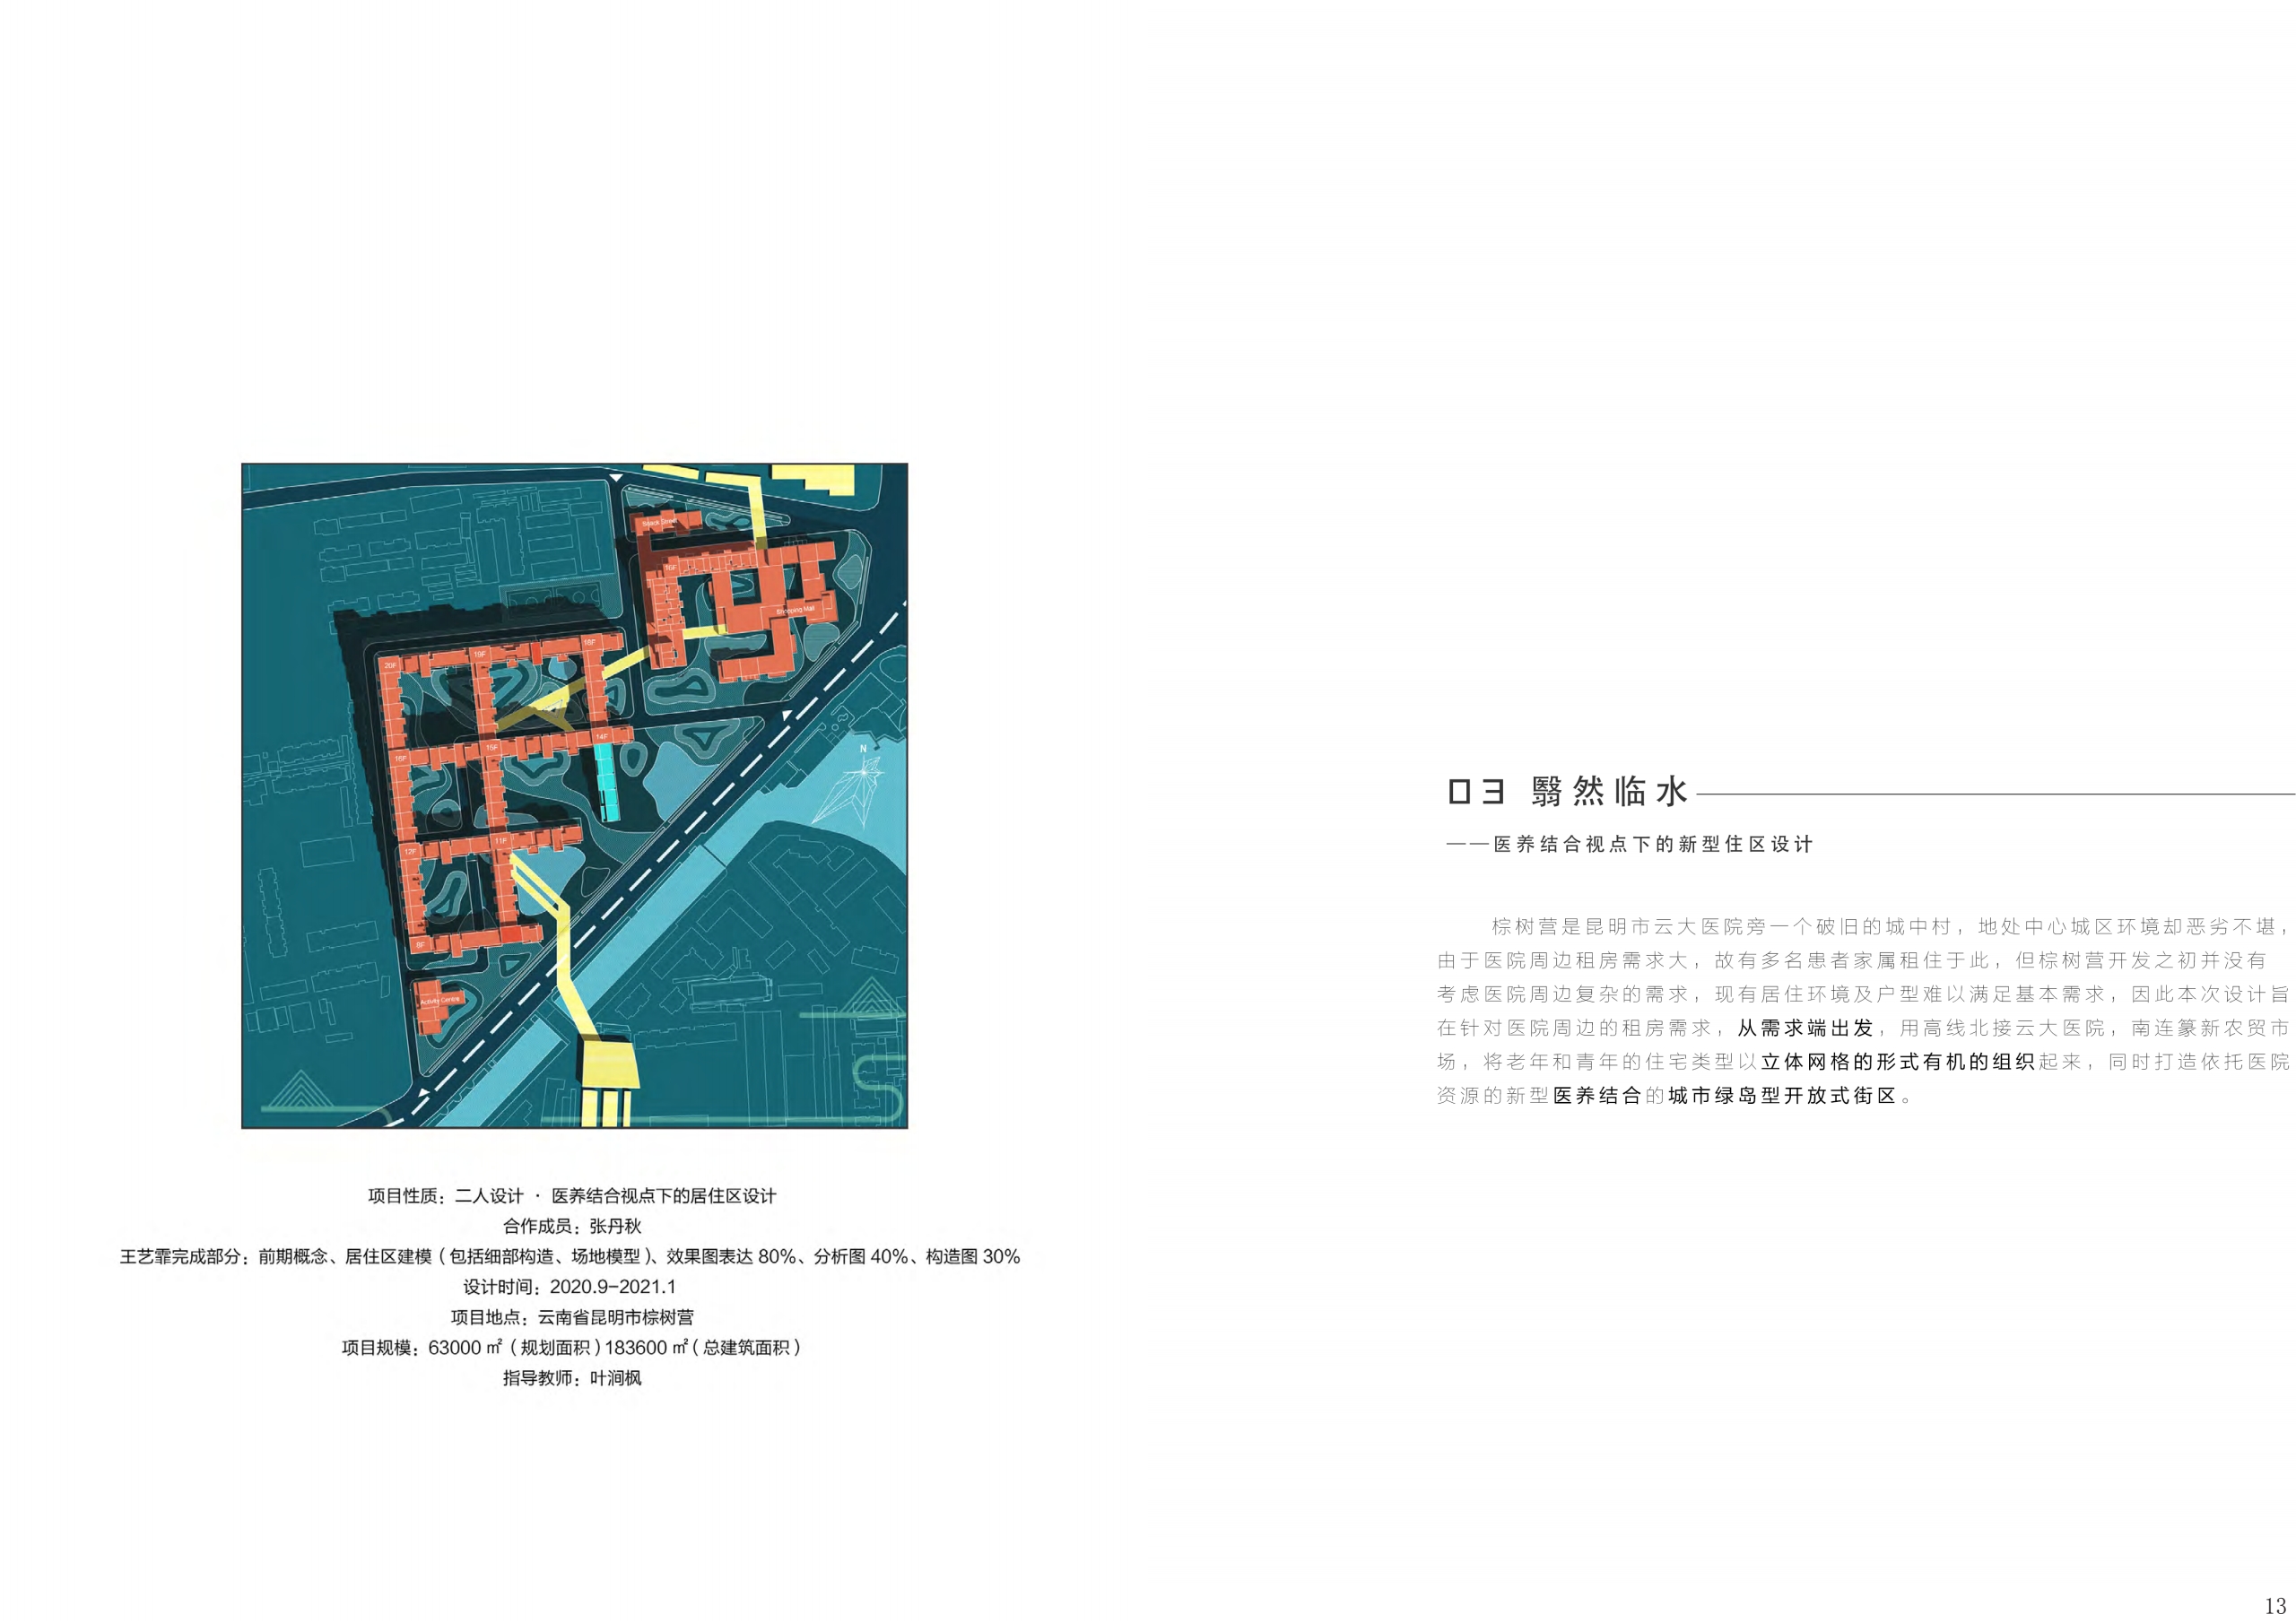 Snack Street
16F
Shopping Mall
18F
19F
20F
14F
15F
16F
N
11F
12F
8F
Activity Centre
项目性质：二人设计 · 医养结合视点下的居住区设计
合作成员：张丹秋
王艺霏完成部分：前期概念、居住区建模（包括细部构造、场地模型）、效果图表达 80%、分析图 40%、构造图 30%
设计时间：2020.9-2021.1
项目地点：云南省昆明市棕树营
项目规模：63000 ㎡（规划面积）183600 ㎡（总建筑面积）
指导教师：叶涧枫
03 翳然临水
——医养结合视点下的新型住区设计
棕树营是昆明市云大医院旁一个破旧的城中村，地处中心城区环境却恶劣不堪，
由于医院周边租房需求大，故有多名患者家属租住于此，但棕树营开发之初并没有
考虑医院周边复杂的需求，现有居住环境及户型难以满足基本需求，因此本次设计旨
在针对医院周边的租房需求，从需求端出发，用高线北接云大医院，南连篆新农贸市
场，将老年和青年的住宅类型以立体网格的形式有机的组织起来，同时打造依托医院
资源的新型医养结合的城市绿岛型开放式街区。
13